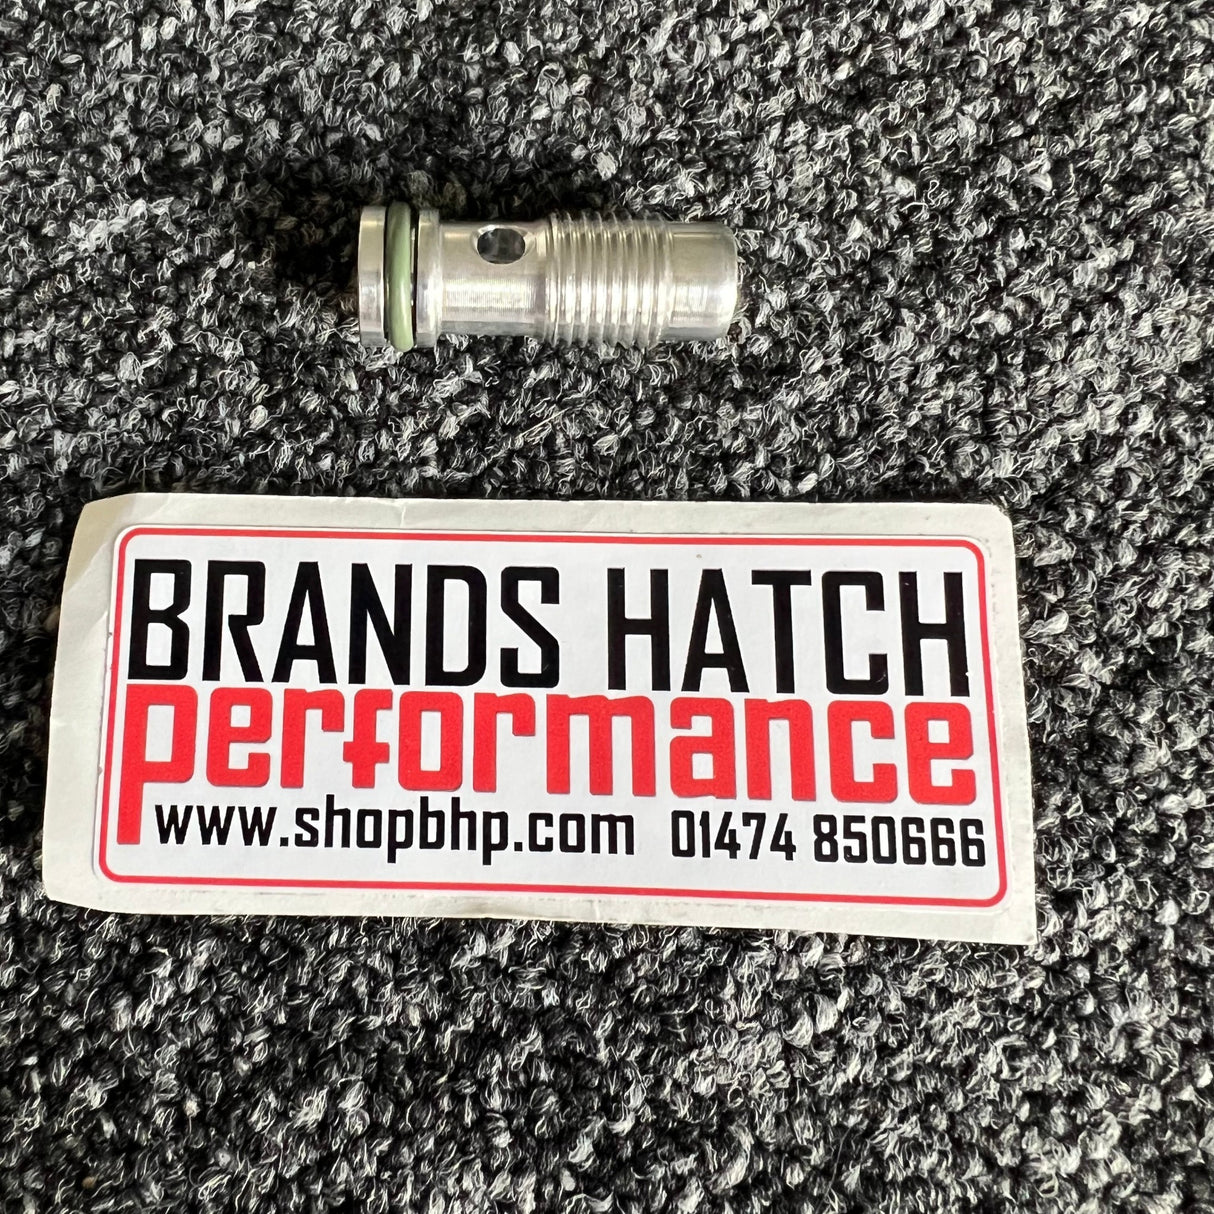 BRANDS HATCH
performance
www.shopbhp.com 01474 850666